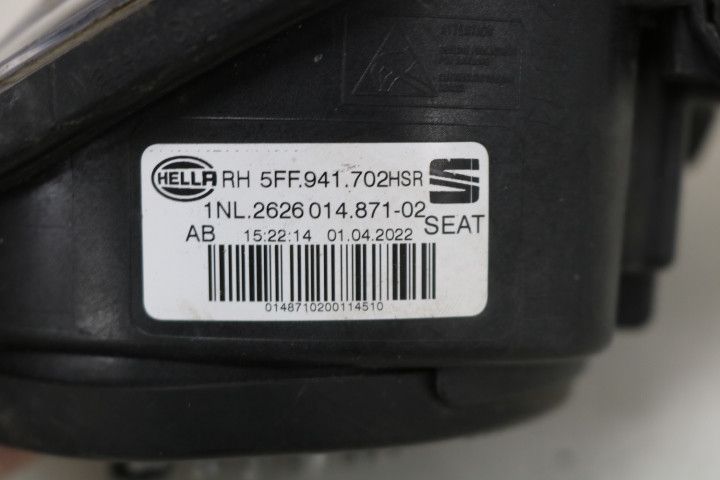 ATTENTION
HELLA RH 5FF.941.702HSR
1NL.2626 014.871-02
AB 15:22:14 01.04.2022 SEAT
0148710200114510